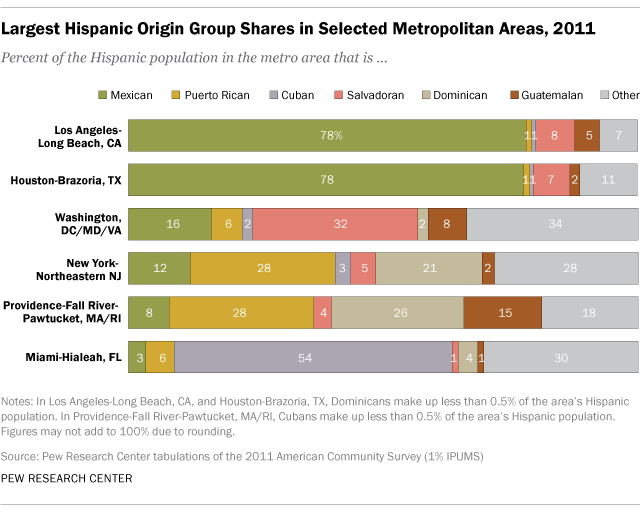 Largest Hispanic Origin Group Shares in Selected Metropolitan Areas, 2011
Percent of the Hispanic population in the metro area that is ...
Mexican Puerto Rican Cuban Salvadoran Dominican Guatemalan Other
Los Angeles-
Long Beach, CA
78% 1 1 8 5 7
Houston-Brazoria, TX
78 1 1 7 2 11
Washington,
DC/MD/VA
16 6 2 32 2 8 34
New York-
Northeastern NJ
12 28 3 5 21 2 28
Providence-Fall River-
Pawtucket, MA/RI
8 28 4 26 15 18
Miami-Hialeah, FL
3 6 54 1 4 1 30
Notes: In Los Angeles-Long Beach, CA, and Houston-Brazoria, TX, Dominicans make up less than 0.5% of the area's Hispanic
population. In Providence-Fall River-Pawtucket, MA/RI, Cubans make up less than 0.5% of the area's Hispanic population.
Figures may not add to 100% due to rounding.
Source: Pew Research Center tabulations of the 2011 American Community Survey (1% IPUMS)
PEW RESEARCH CENTER